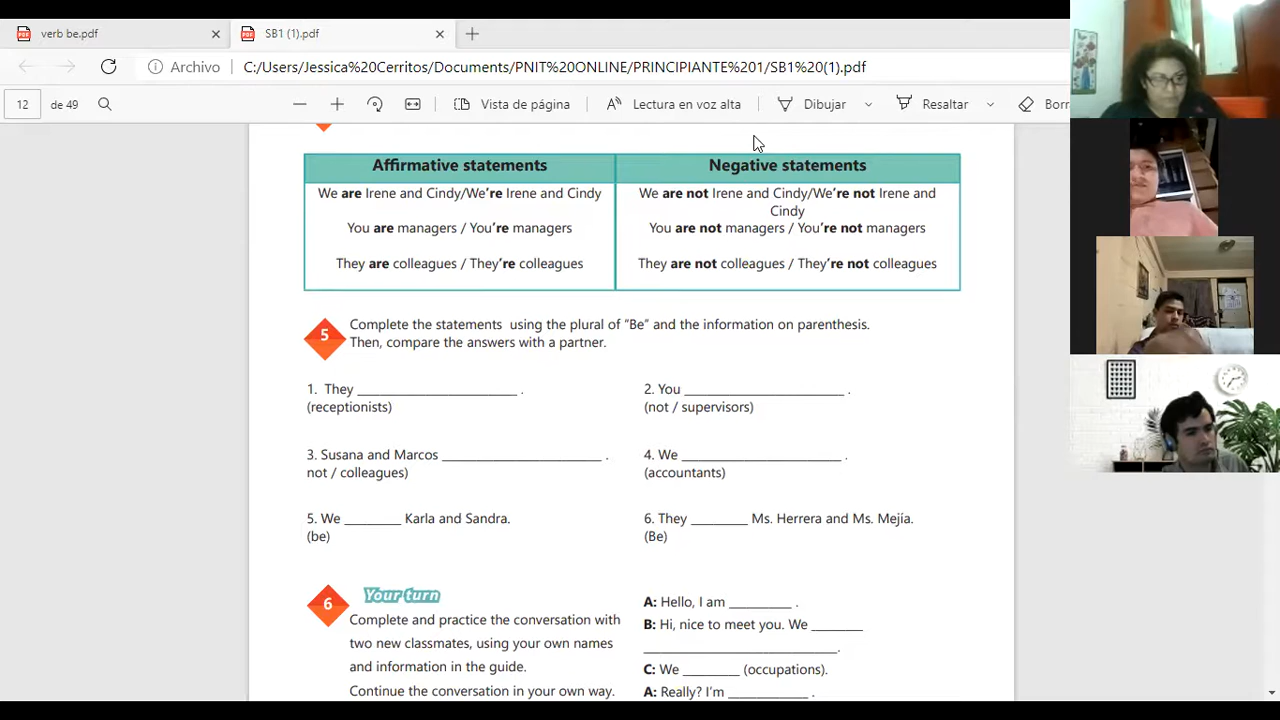 verb be.pdf
SB1 (1).pdf
Archivo
C:/Users/Jessica%20Cerritos/Documents/PNIT%20ONLINE/PRINCIPIANTE%201/SB1%20(1).pdf
12
de 49
Vista de página
Lectura en voz alta
Dibujar
Resaltar
Borr
Affirmative statements
Negative statements
We are Irene and Cindy/We're Irene and Cindy
We are not Irene and Cindy/We're not Irene and
Cindy
You are managers / You're managers
You are not managers / You're not managers
They are colleagues / They're colleagues
They are not colleagues / They're not colleagues
5
Complete the statements using the plural of "Be" and the information on parenthesis.
Then, compare the answers with a partner.
1. They ____________________ .
(receptionists)
2. You ____________________ .
(not / supervisors)
3. Susana and Marcos ____________________ .
not / colleagues)
4. We ____________________ .
(accountants)
5. We _______ Karla and Sandra.
(be)
6. They _______ Ms. Herrera and Ms. Mejía.
(Be)
6
Your turn
Complete and practice the conversation with
two new classmates, using your own names
and information in the guide.
Continue the conversation in your own way.
A: Hello, I am ________ .
B: Hi, nice to meet you. We _______
________________________.
C: We _______ (occupations).
A: Really? I'm __________ .